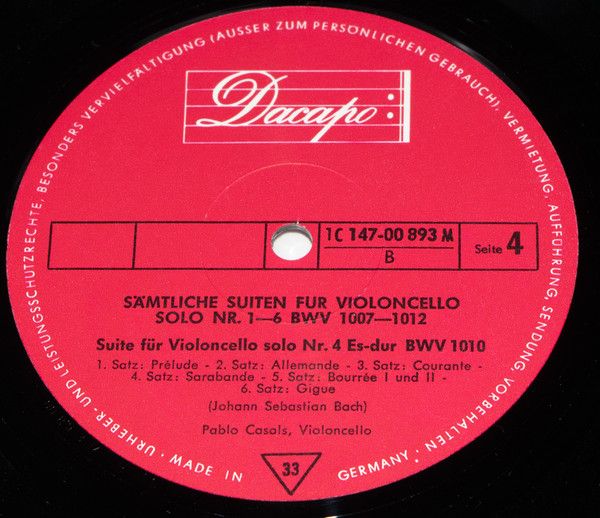 URHEBER- UND LEISTUNGSSCHUTZRECHTE, BESONDERS VERVIELFÄLTIGUNG (AUSSER ZUM PERSÖNLICHEN GEBRAUCH), VERMIETUNG, AUFFÜHRUNG, SENDUNG, VORBEHALTEN
Dacapo
1C 147-00 893 M
B
Seite 4
SÄMTLICHE SUITEN FUR VIOLONCELLO
SOLO NR. 1—6 BWV 1007—1012
Suite für Violoncello solo Nr. 4 Es-dur BWV 1010
1. Satz: Prélude - 2. Satz: Allemande - 3. Satz: Courante -
- 4. Satz: Sarabande - 5. Satz: Bourrée I und II -
6. Satz: Gigue
(Johann Sebastian Bach)
Pablo Casals, Violoncello
33
MADE IN GERMANY